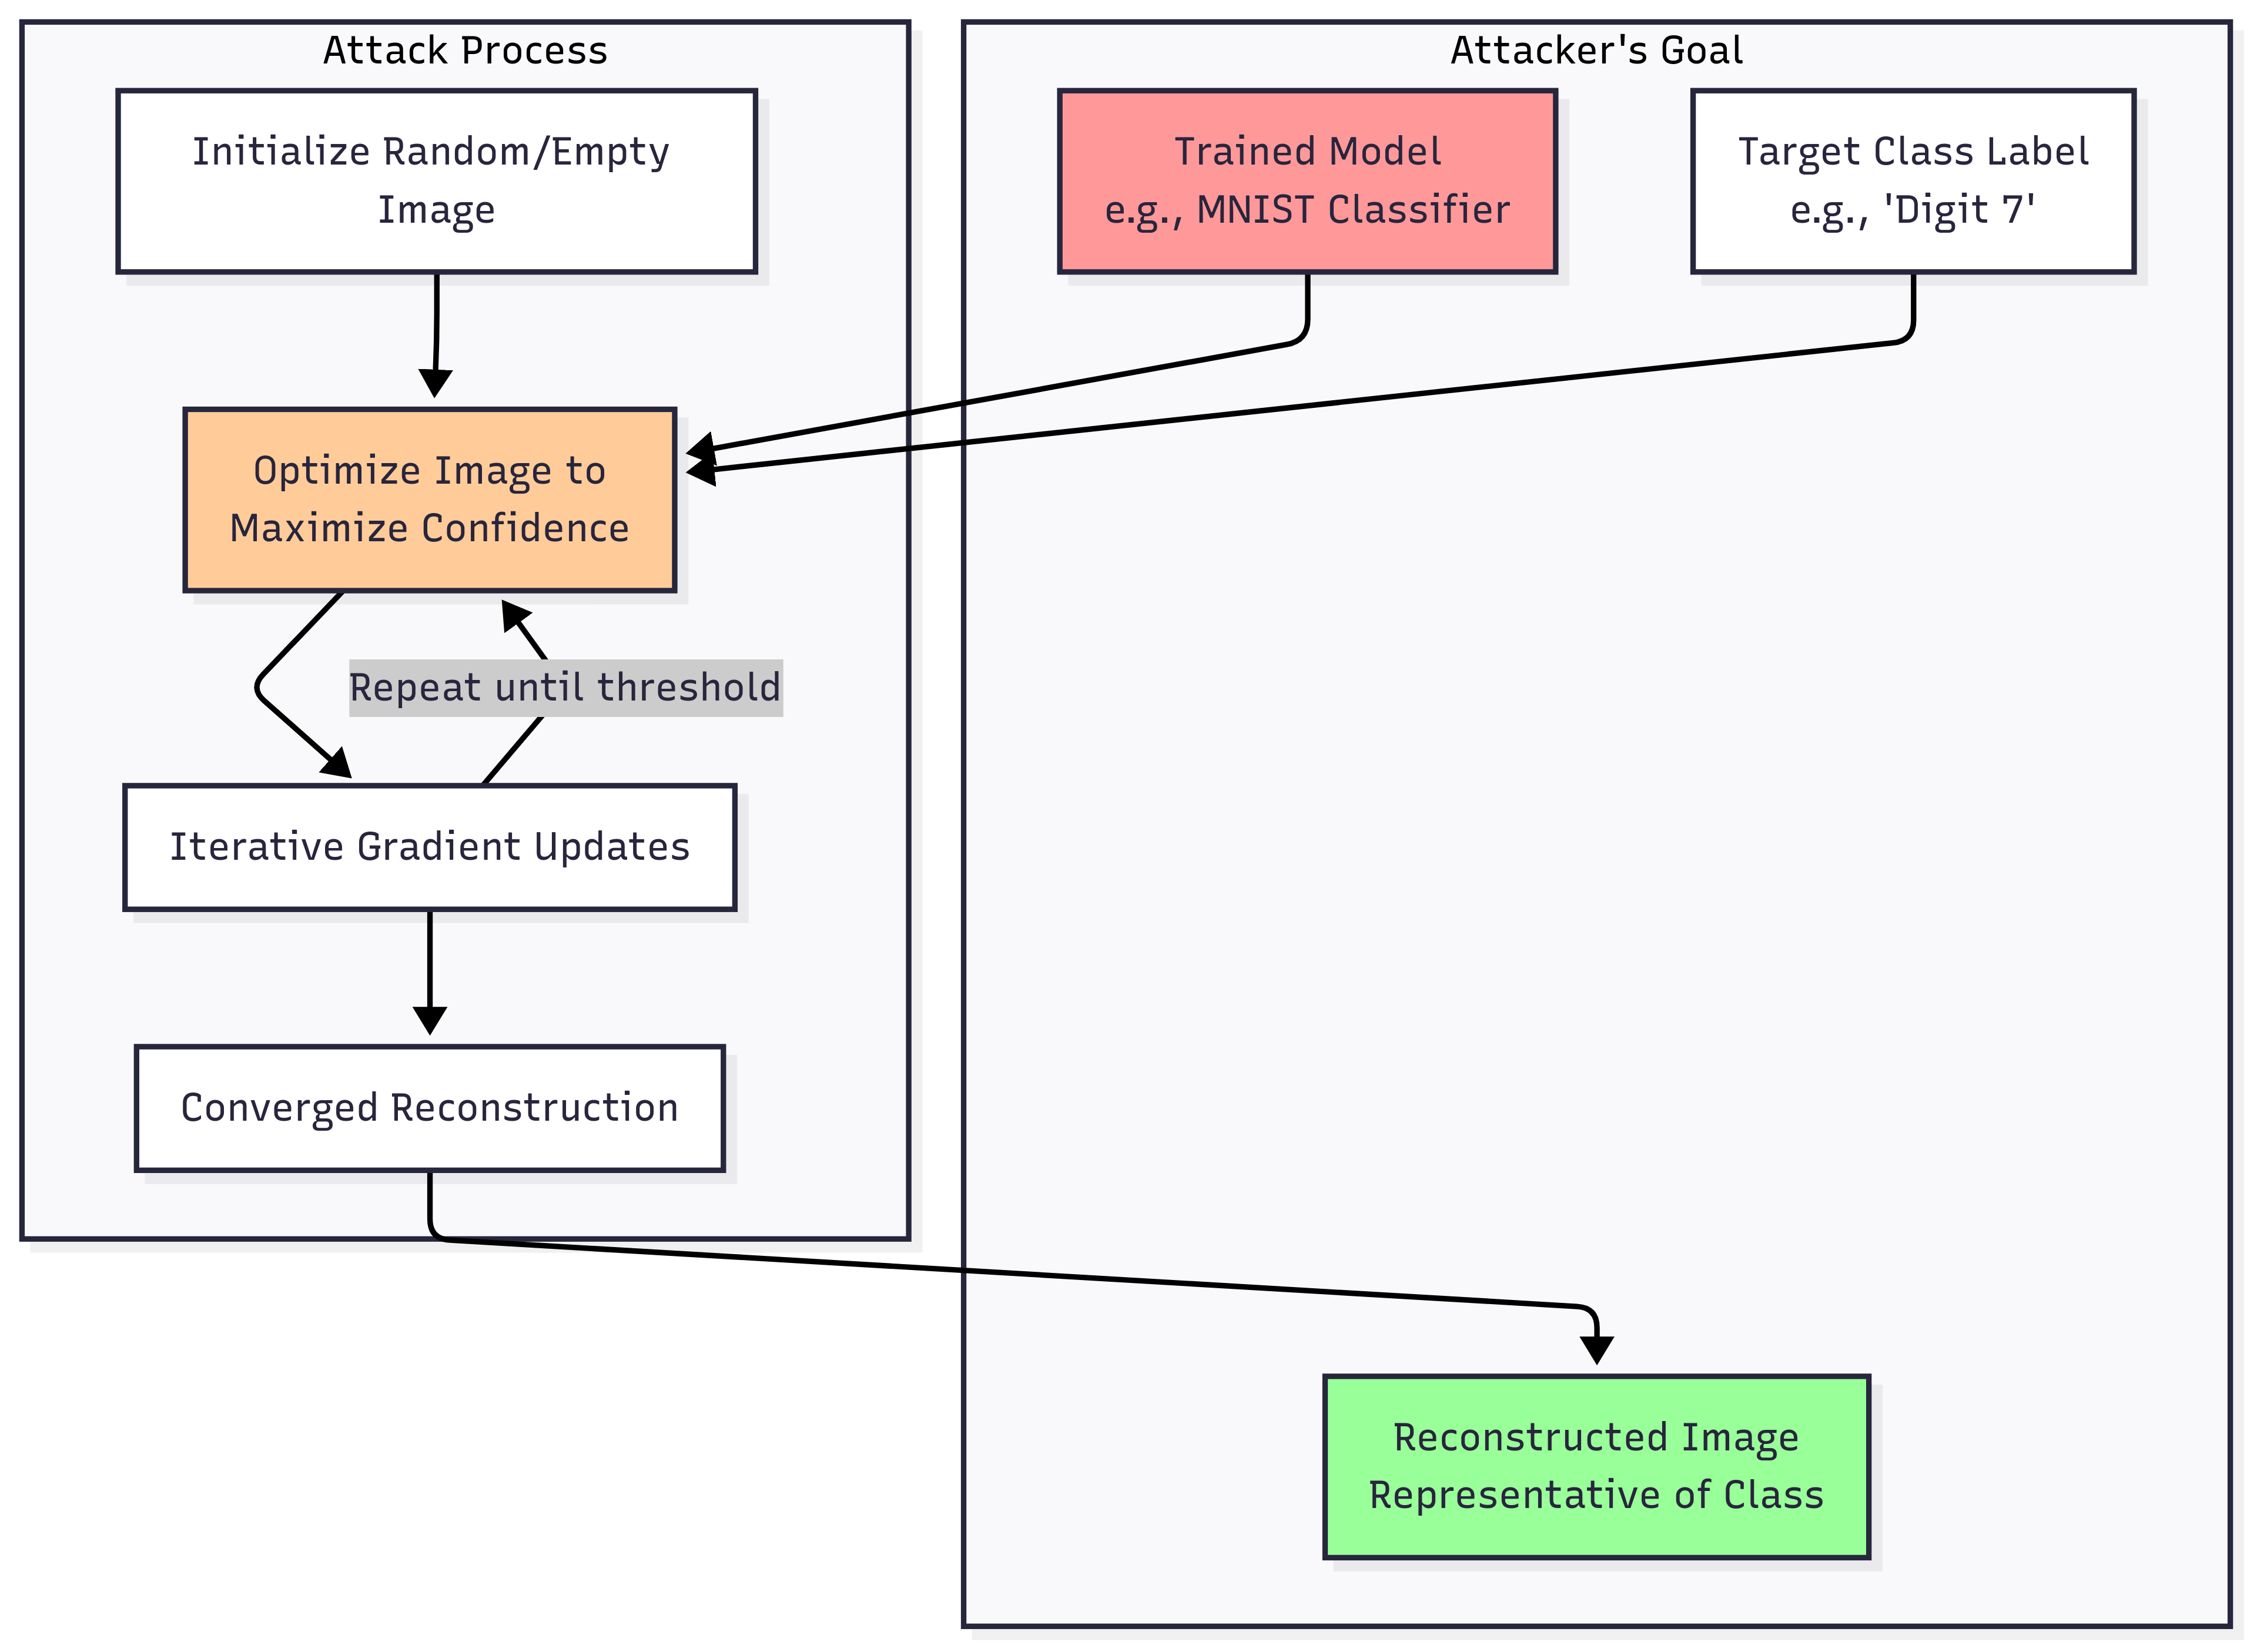 Attack Process
Initialize Random/Empty
Image
Optimize Image to
Maximize Confidence
Repeat until threshold
Iterative Gradient Updates
Converged Reconstruction
Attacker's Goal
Trained Model
e.g., MNIST Classifier
Target Class Label
e.g., 'Digit 7'
Reconstructed Image
Representative of Class